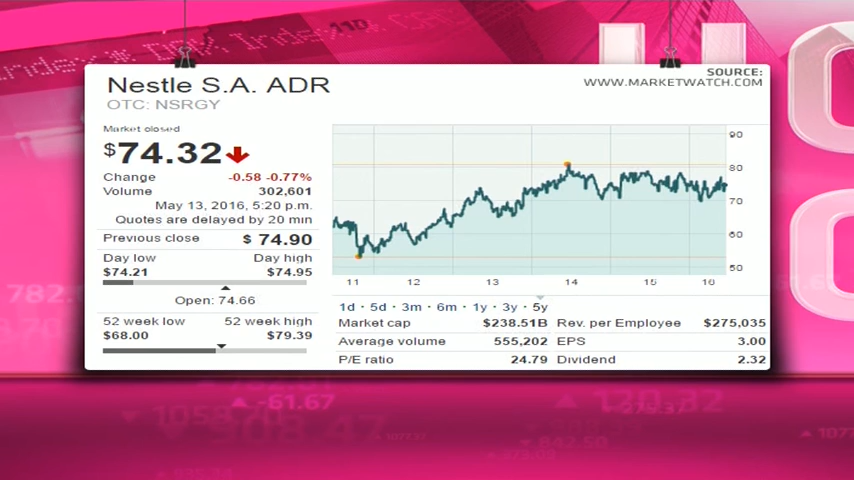 Nestle S.A. ADR
OTC: NSRGY
SOURCE:
WWW.MARKETWATCH.COM
Market closed
$74.32
Change -0.58 -0.77%
Volume 302,601
May 13, 2016, 5:20 p.m.
Quotes are delayed by 20 min
Previous close $ 74.90
Day low Day high
$74.21 $74.95
Open: 74.66
52 week low 52 week high
$68.00 $79.39
90
80
70
60
50
11 12 13 14 15 16
1d · 5d · 3m · 6m · 1y · 3y · 5y
Market cap $238.51B Rev. per Employee $275,035
Average volume 555,202 EPS 3.00
P/E ratio 24.79 Dividend 2.32
-61.67